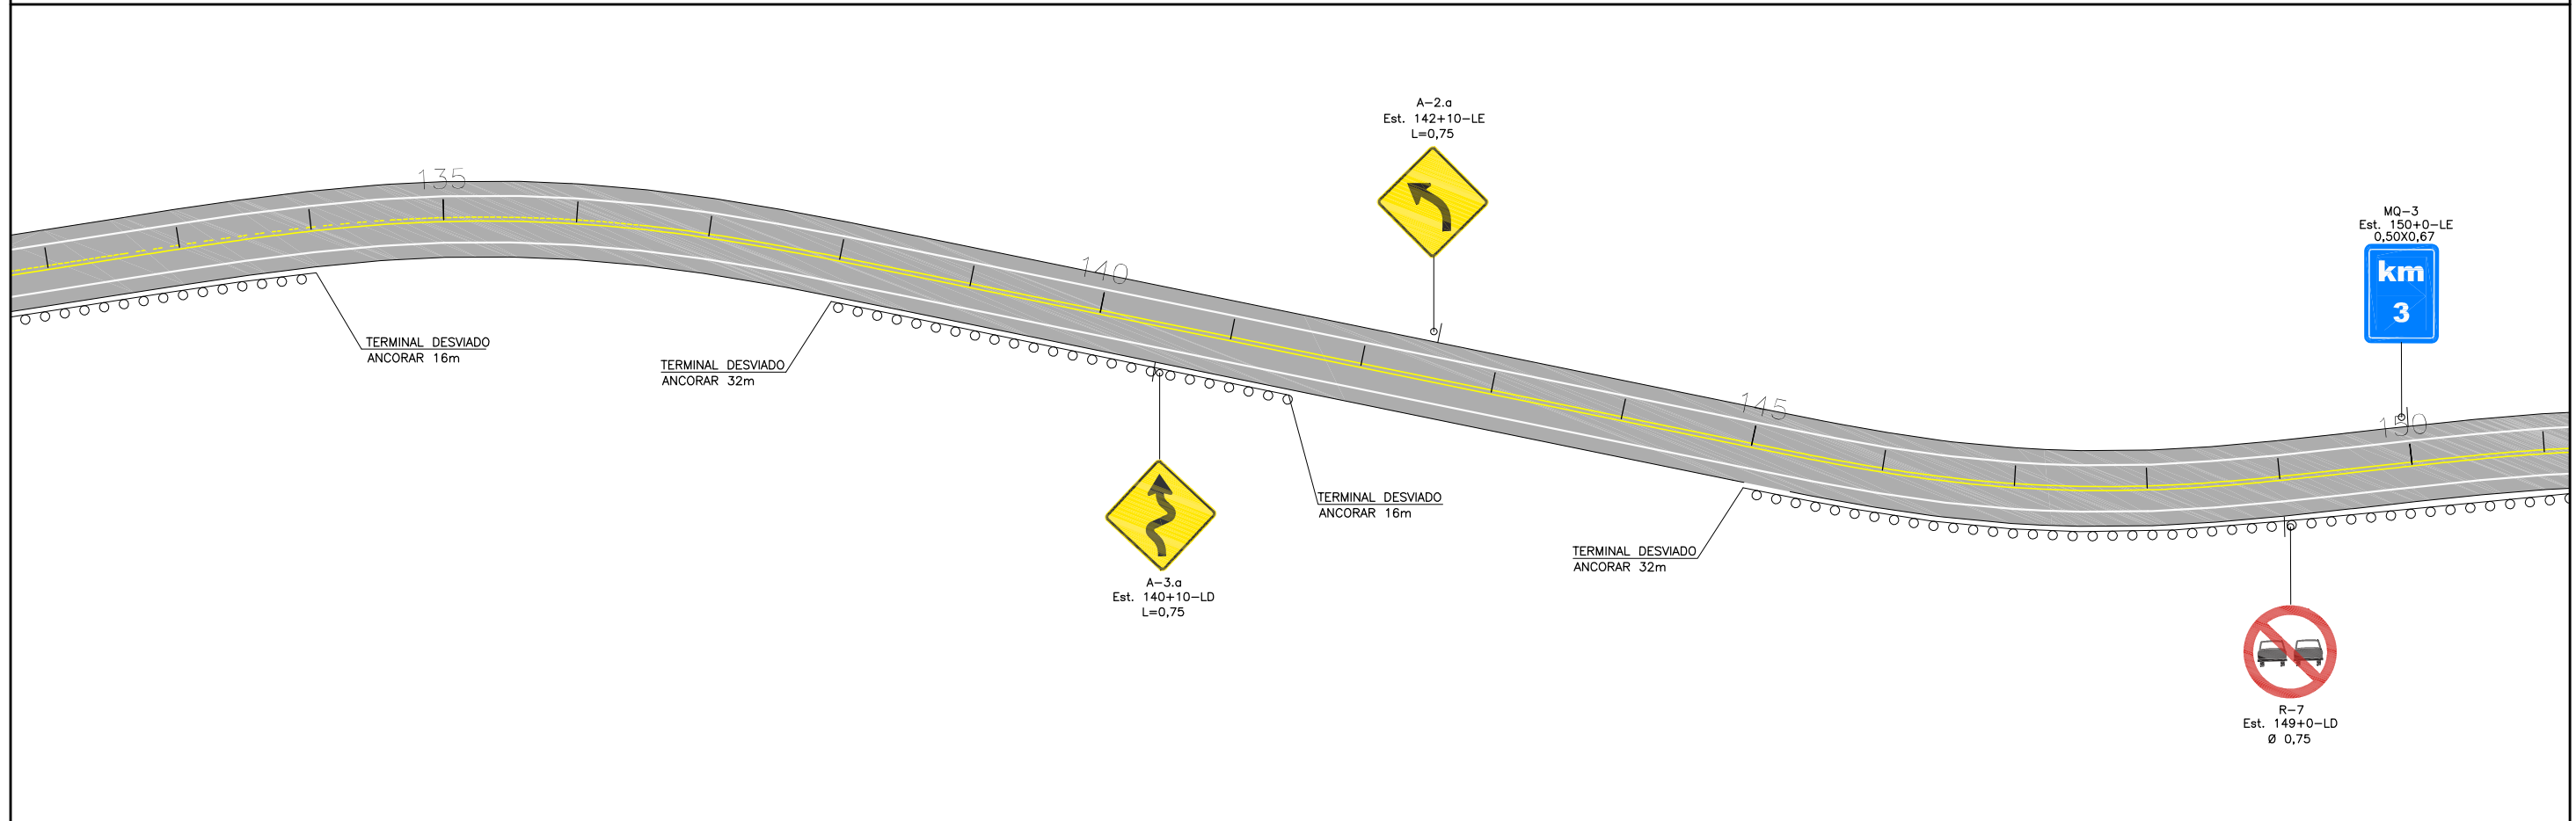 A-2.a
Est. 142+10-LE
L=0,75
135
MQ-3
Est. 150+0-LE
0,50X0,67
km
3
140
TERMINAL DESVIADO
ANCORAR 16m
TERMINAL DESVIADO
ANCORAR 32m
145
150
TERMINAL DESVIADO
ANCORAR 16m
TERMINAL DESVIADO
ANCORAR 32m
A-3.a
Est. 140+10-LD
L=0,75
R-7
Est. 149+0-LD
Ø 0,75